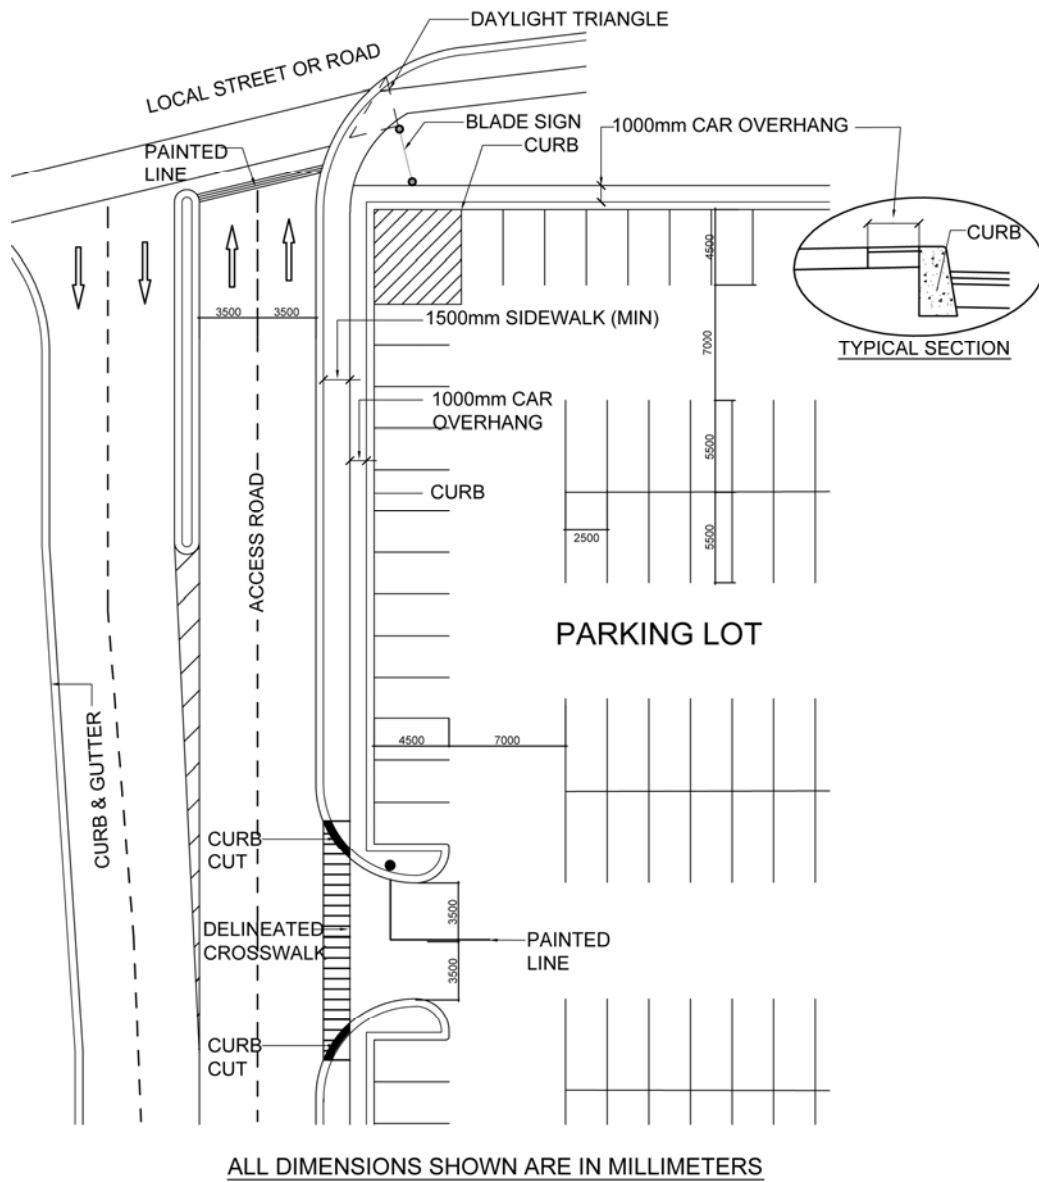 DAYLIGHT TRIANGLE
LOCAL STREET OR ROAD
BLADE SIGN
CURB
1000mm CAR OVERHANG
PAINTED
LINE
CURB
TYPICAL SECTION
4500
3500
3500
1500mm SIDEWALK (MIN)
7000
1000mm CAR
OVERHANG
5500
CURB
2500
5500
ACCESS ROAD
PARKING LOT
4500
7000
CURB & GUTTER
CURB
CUT
3500
DELINEATED
CROSSWALK
PAINTED
LINE
3500
CURB
CUT
ALL DIMENSIONS SHOWN ARE IN MILLIMETERS